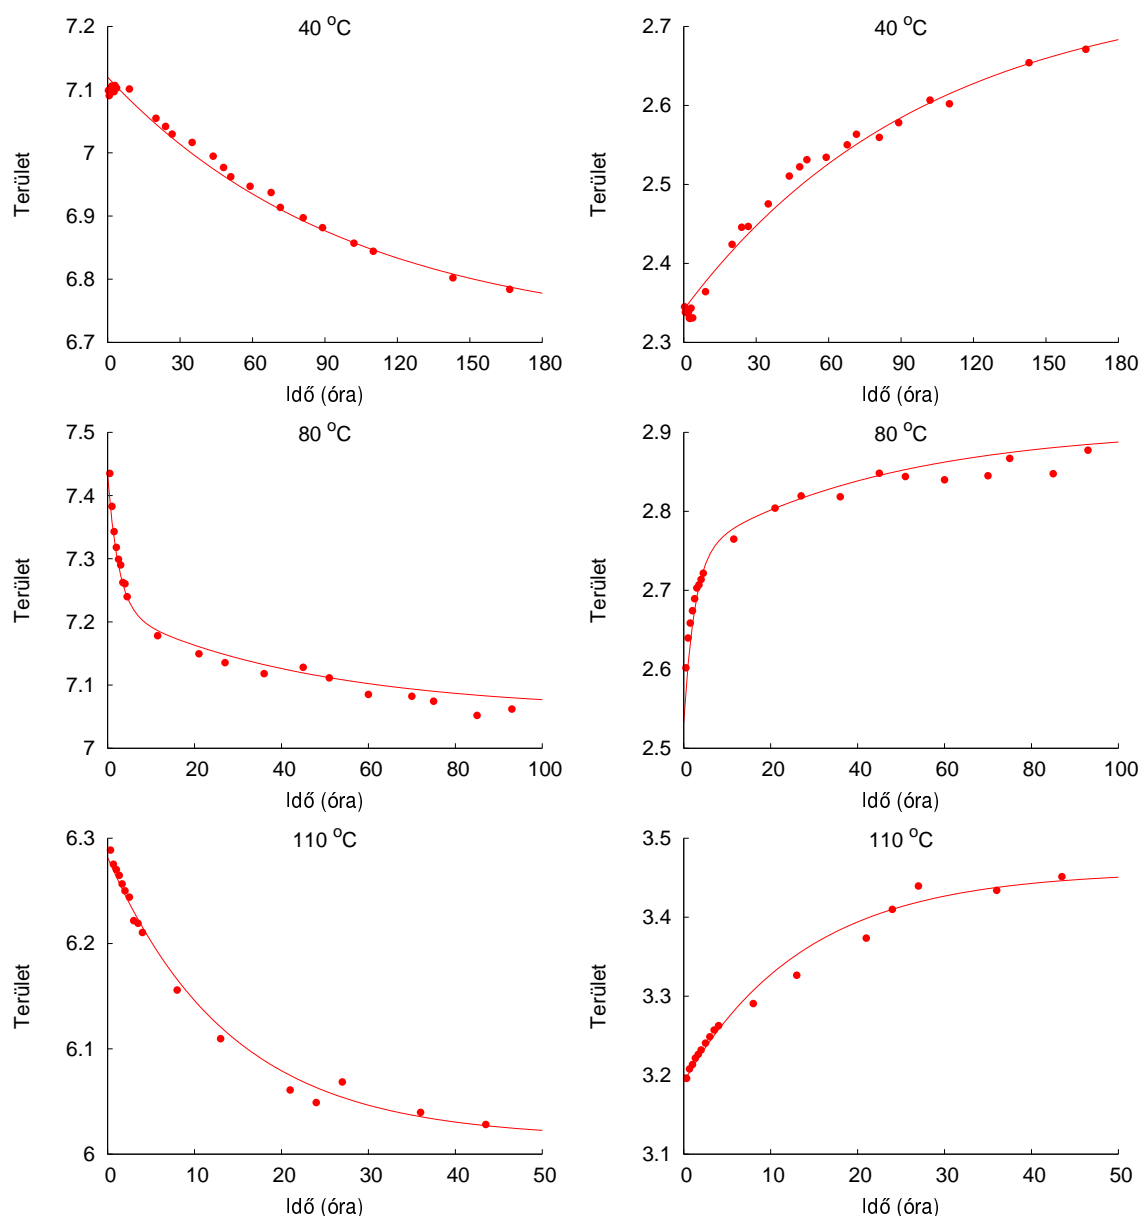 40 °C
7.2
7.1
7
6.9
6.8
6.7
0 30 60 90 120 150 180
Terület
Idő (óra)
40 °C
2.7
2.6
2.5
2.4
2.3
0 30 60 90 120 150 180
Terület
Idő (óra)
80 °C
7.5
7.4
7.3
7.2
7.1
7
0 20 40 60 80 100
Terület
Idő (óra)
80 °C
2.9
2.8
2.7
2.6
2.5
0 20 40 60 80 100
Terület
Idő (óra)
110 °C
6.3
6.2
6.1
6
0 10 20 30 40 50
Terület
Idő (óra)
110 °C
3.5
3.4
3.3
3.2
3.1
0 10 20 30 40 50
Terület
Idő (óra)